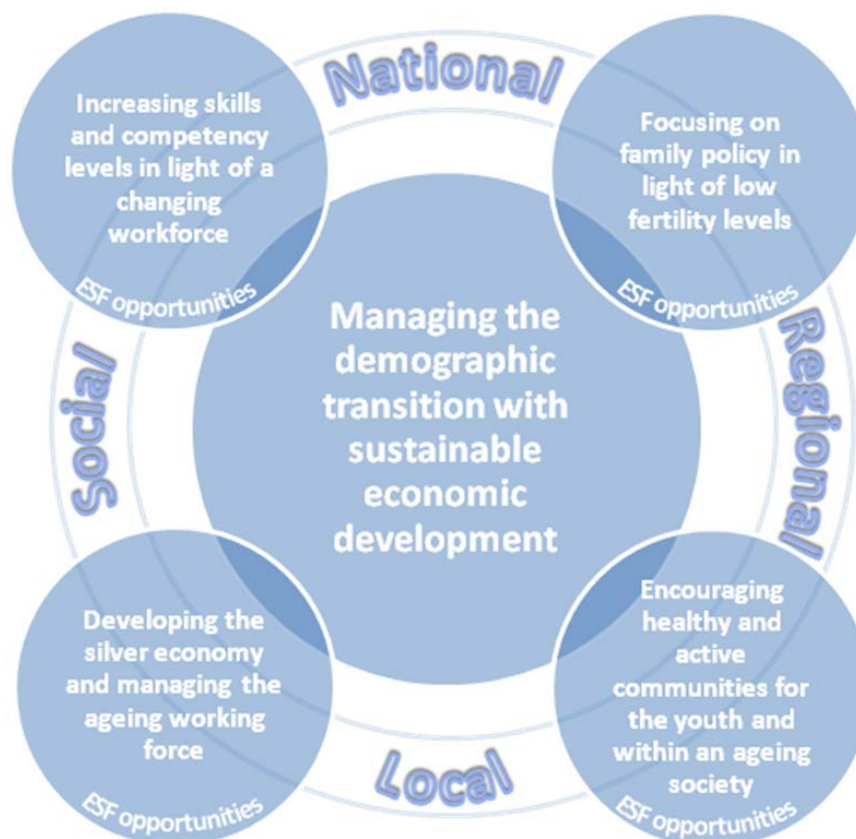 National
Increasing skills
and competency
levels in light of a
changing
workforce
ESF opportunities
Focusing on
family policy in
light of low
fertility levels
ESF opportunities
Managing the
demographic
transition with
sustainable
economic
development
Social
Regional
Developing the
silver economy
and managing the
ageing working
force
ESF opportunities
Encouraging
healthy and
active
communities for
the youth and
within an ageing
society
ESF opportunities
Local